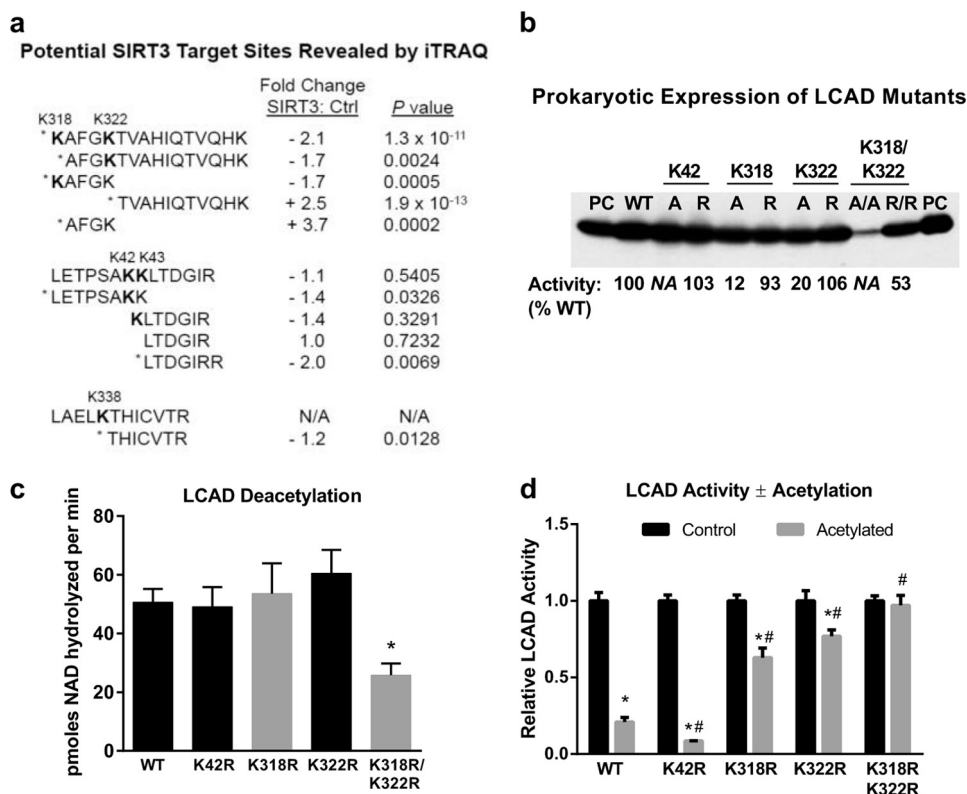 a
Potential SIRT3 Target Sites Revealed by iTRAQ
Fold Change
SIRT3: Ctrl P value
K318 K322
*KAFGKTVAHIQTVQHK - 2.1 1.3 x 10-11
*AFGKTVAHIQTVQHK - 1.7 0.0024
*KAFGK - 1.7 0.0005
*TVAHIQTVQHK + 2.5 1.9 x 10-13
*AFGK + 3.7 0.0002
K42 K43
LETPSAKKLTDGIR - 1.1 0.5405
*LETPSAKK - 1.4 0.0326
KLTDGIR - 1.4 0.3291
LTDGIR 1.0 0.7232
*LTDGIRR - 2.0 0.0069
K338
LAELKTHICVTR N/A N/A
*THICVTR - 1.2 0.0128
b
Prokaryotic Expression of LCAD Mutants
K318/
K42 K318 K322 K322
PC WT A R A R A R A/A R/R PC
Activity: 100 NA 103 12 93 20 106 NA 53
(% WT)
c
LCAD Deacetylation
pmoles NAD hydrolyzed per min
80
60
40
20
0
*
WT K42R K318R K322R K318R/
K322R
d
LCAD Activity ± Acetylation
Control Acetylated
Relative LCAD Activity
1.5
1.0
0.5
0.0
* *# *# *# #
WT K42R K318R K322R K318R
K322R